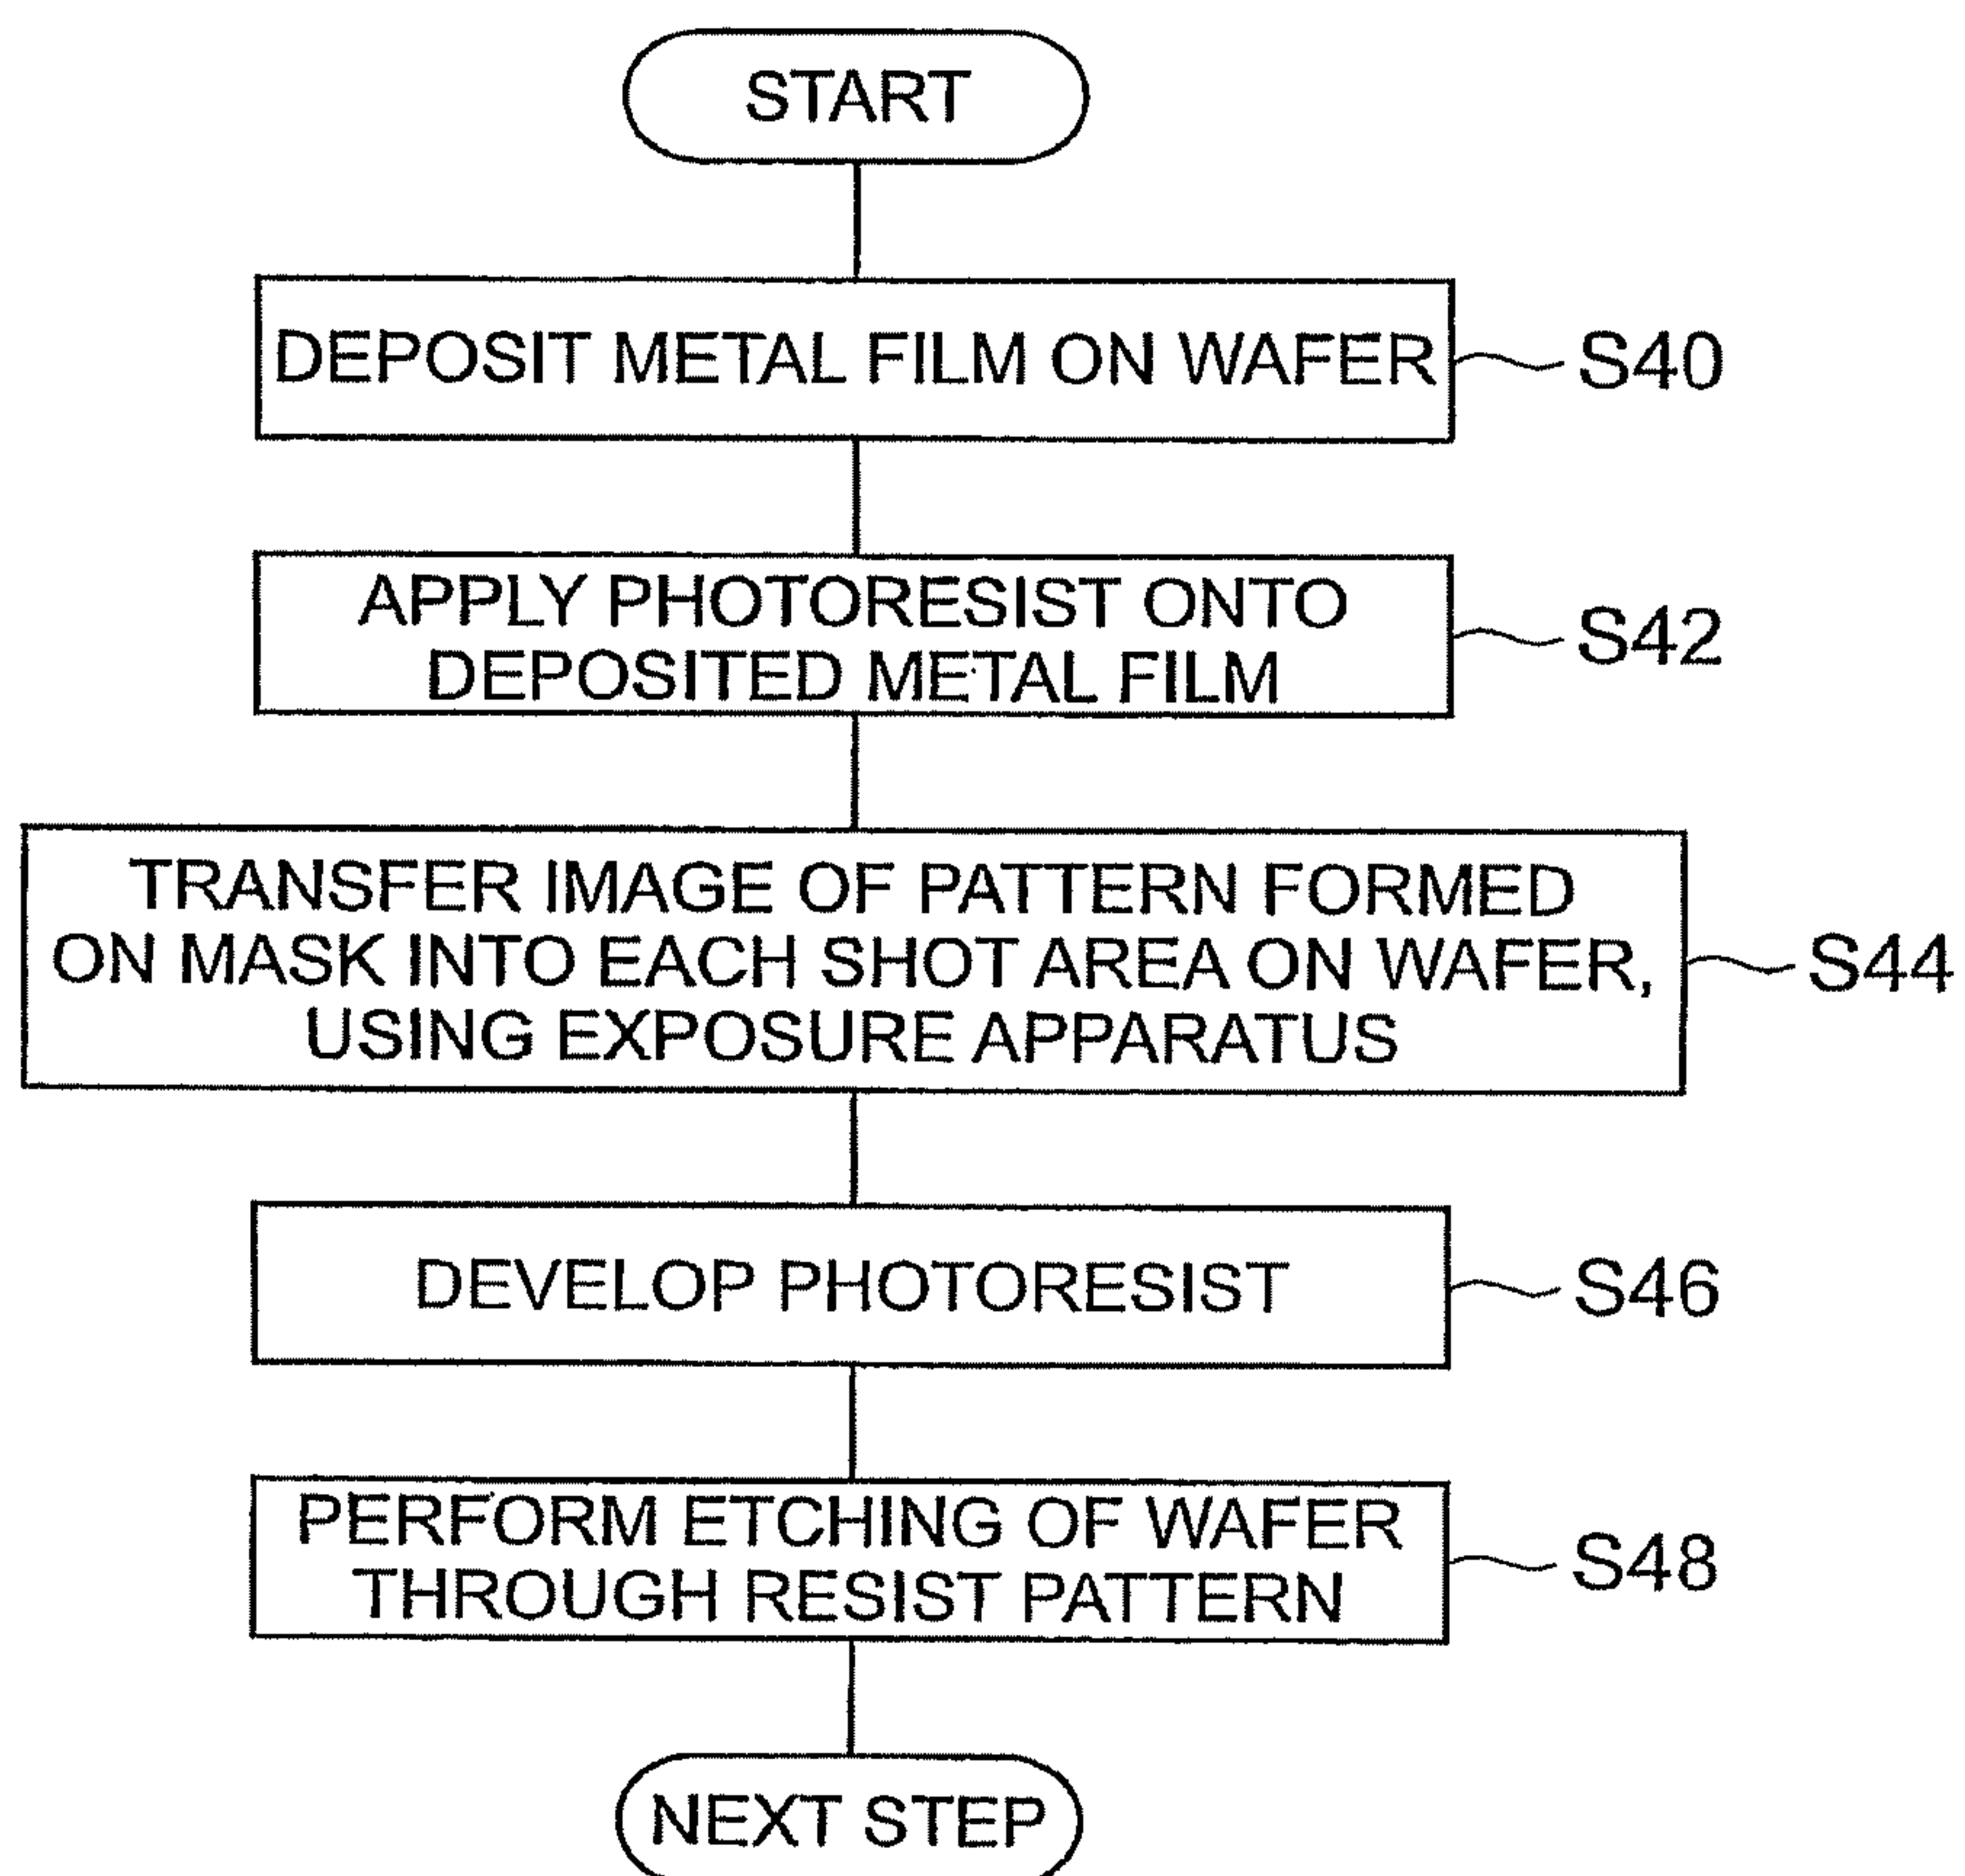 START
DEPOSIT METAL FILM ON WAFER
S40
APPLY PHOTORESIST ONTO
DEPOSITED METAL FILM
S42
TRANSFER IMAGE OF PATTERN FORMED
ON MASK INTO EACH SHOT AREA ON WAFER,
USING EXPOSURE APPARATUS
S44
DEVELOP PHOTORESIST
S46
PERFORM ETCHING OF WAFER
THROUGH RESIST PATTERN
S48
NEXT STEP